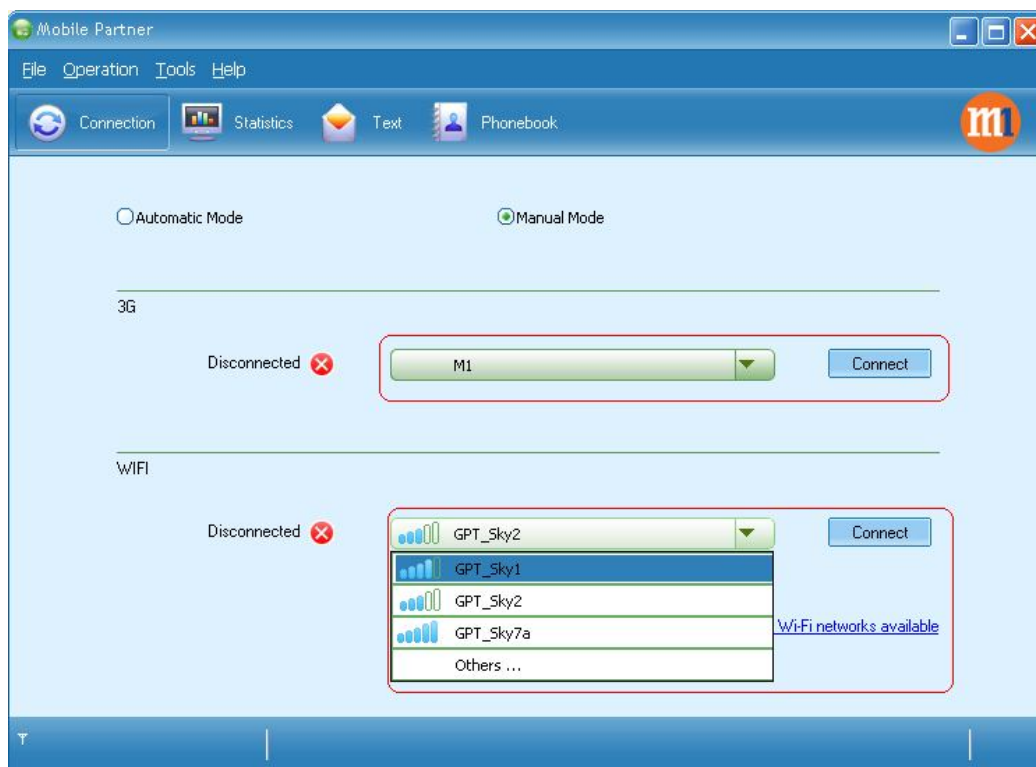 Mobile Partner
File Operation Tools Help
Connection Statistics Text Phonebook
m1
Automatic Mode Manual Mode
3G
Disconnected M1 Connect
WIFI
Disconnected GPT_Sky2 Connect
GPT_Sky1
GPT_Sky2
GPT_Sky7a Wi-Fi networks available
Others ...